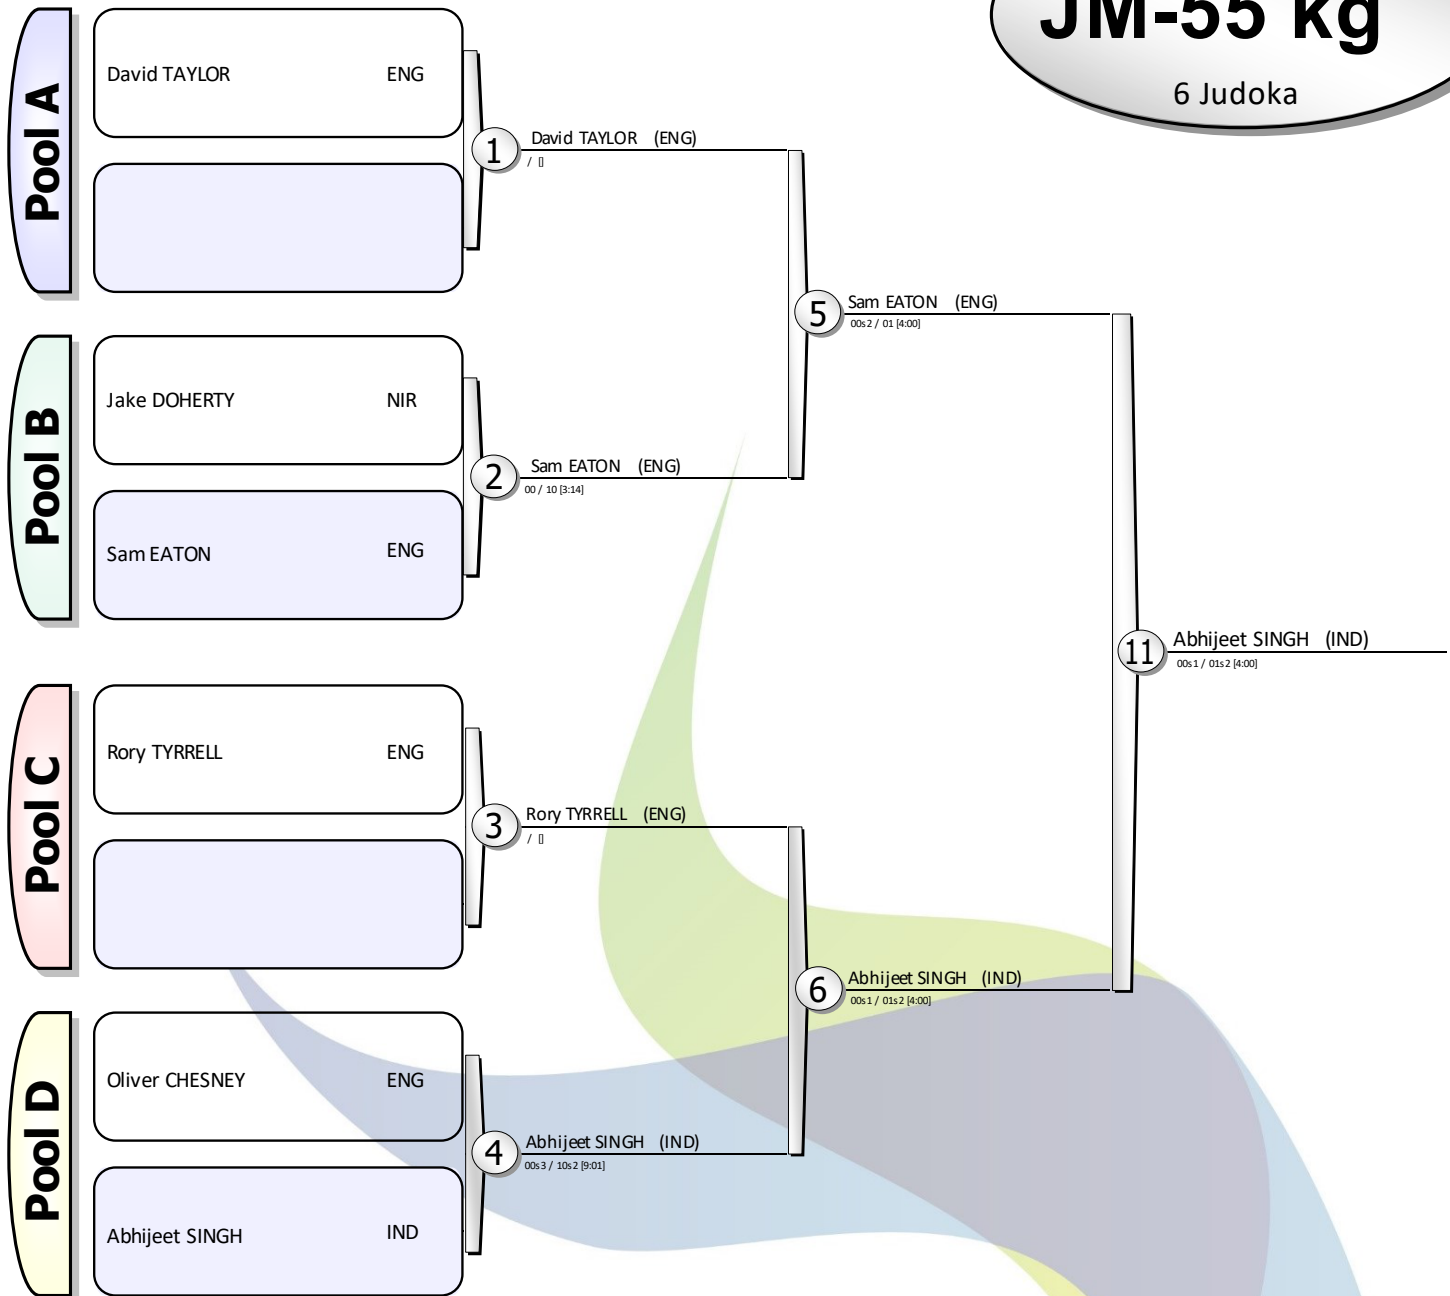 JM-55 kg
6 Judoka
Pool A
David TAYLOR ENG
1
David TAYLOR (ENG)
/ []
Pool B
Jake DOHERTY NIR
Sam EATON ENG
2
Sam EATON (ENG)
00 / 10 [3:14]
5
Sam EATON (ENG)
00s2 / 01 [4:00]
Pool C
Rory TYRRELL ENG
3
Rory TYRRELL (ENG)
/ []
Pool D
Oliver CHESNEY ENG
Abhijeet SINGH IND
4
Abhijeet SINGH (IND)
00s3 / 10s2 [9:01]
6
Abhijeet SINGH (IND)
00s1 / 01s2 [4:00]
11
Abhijeet SINGH (IND)
00s1 / 01s2 [4:00]